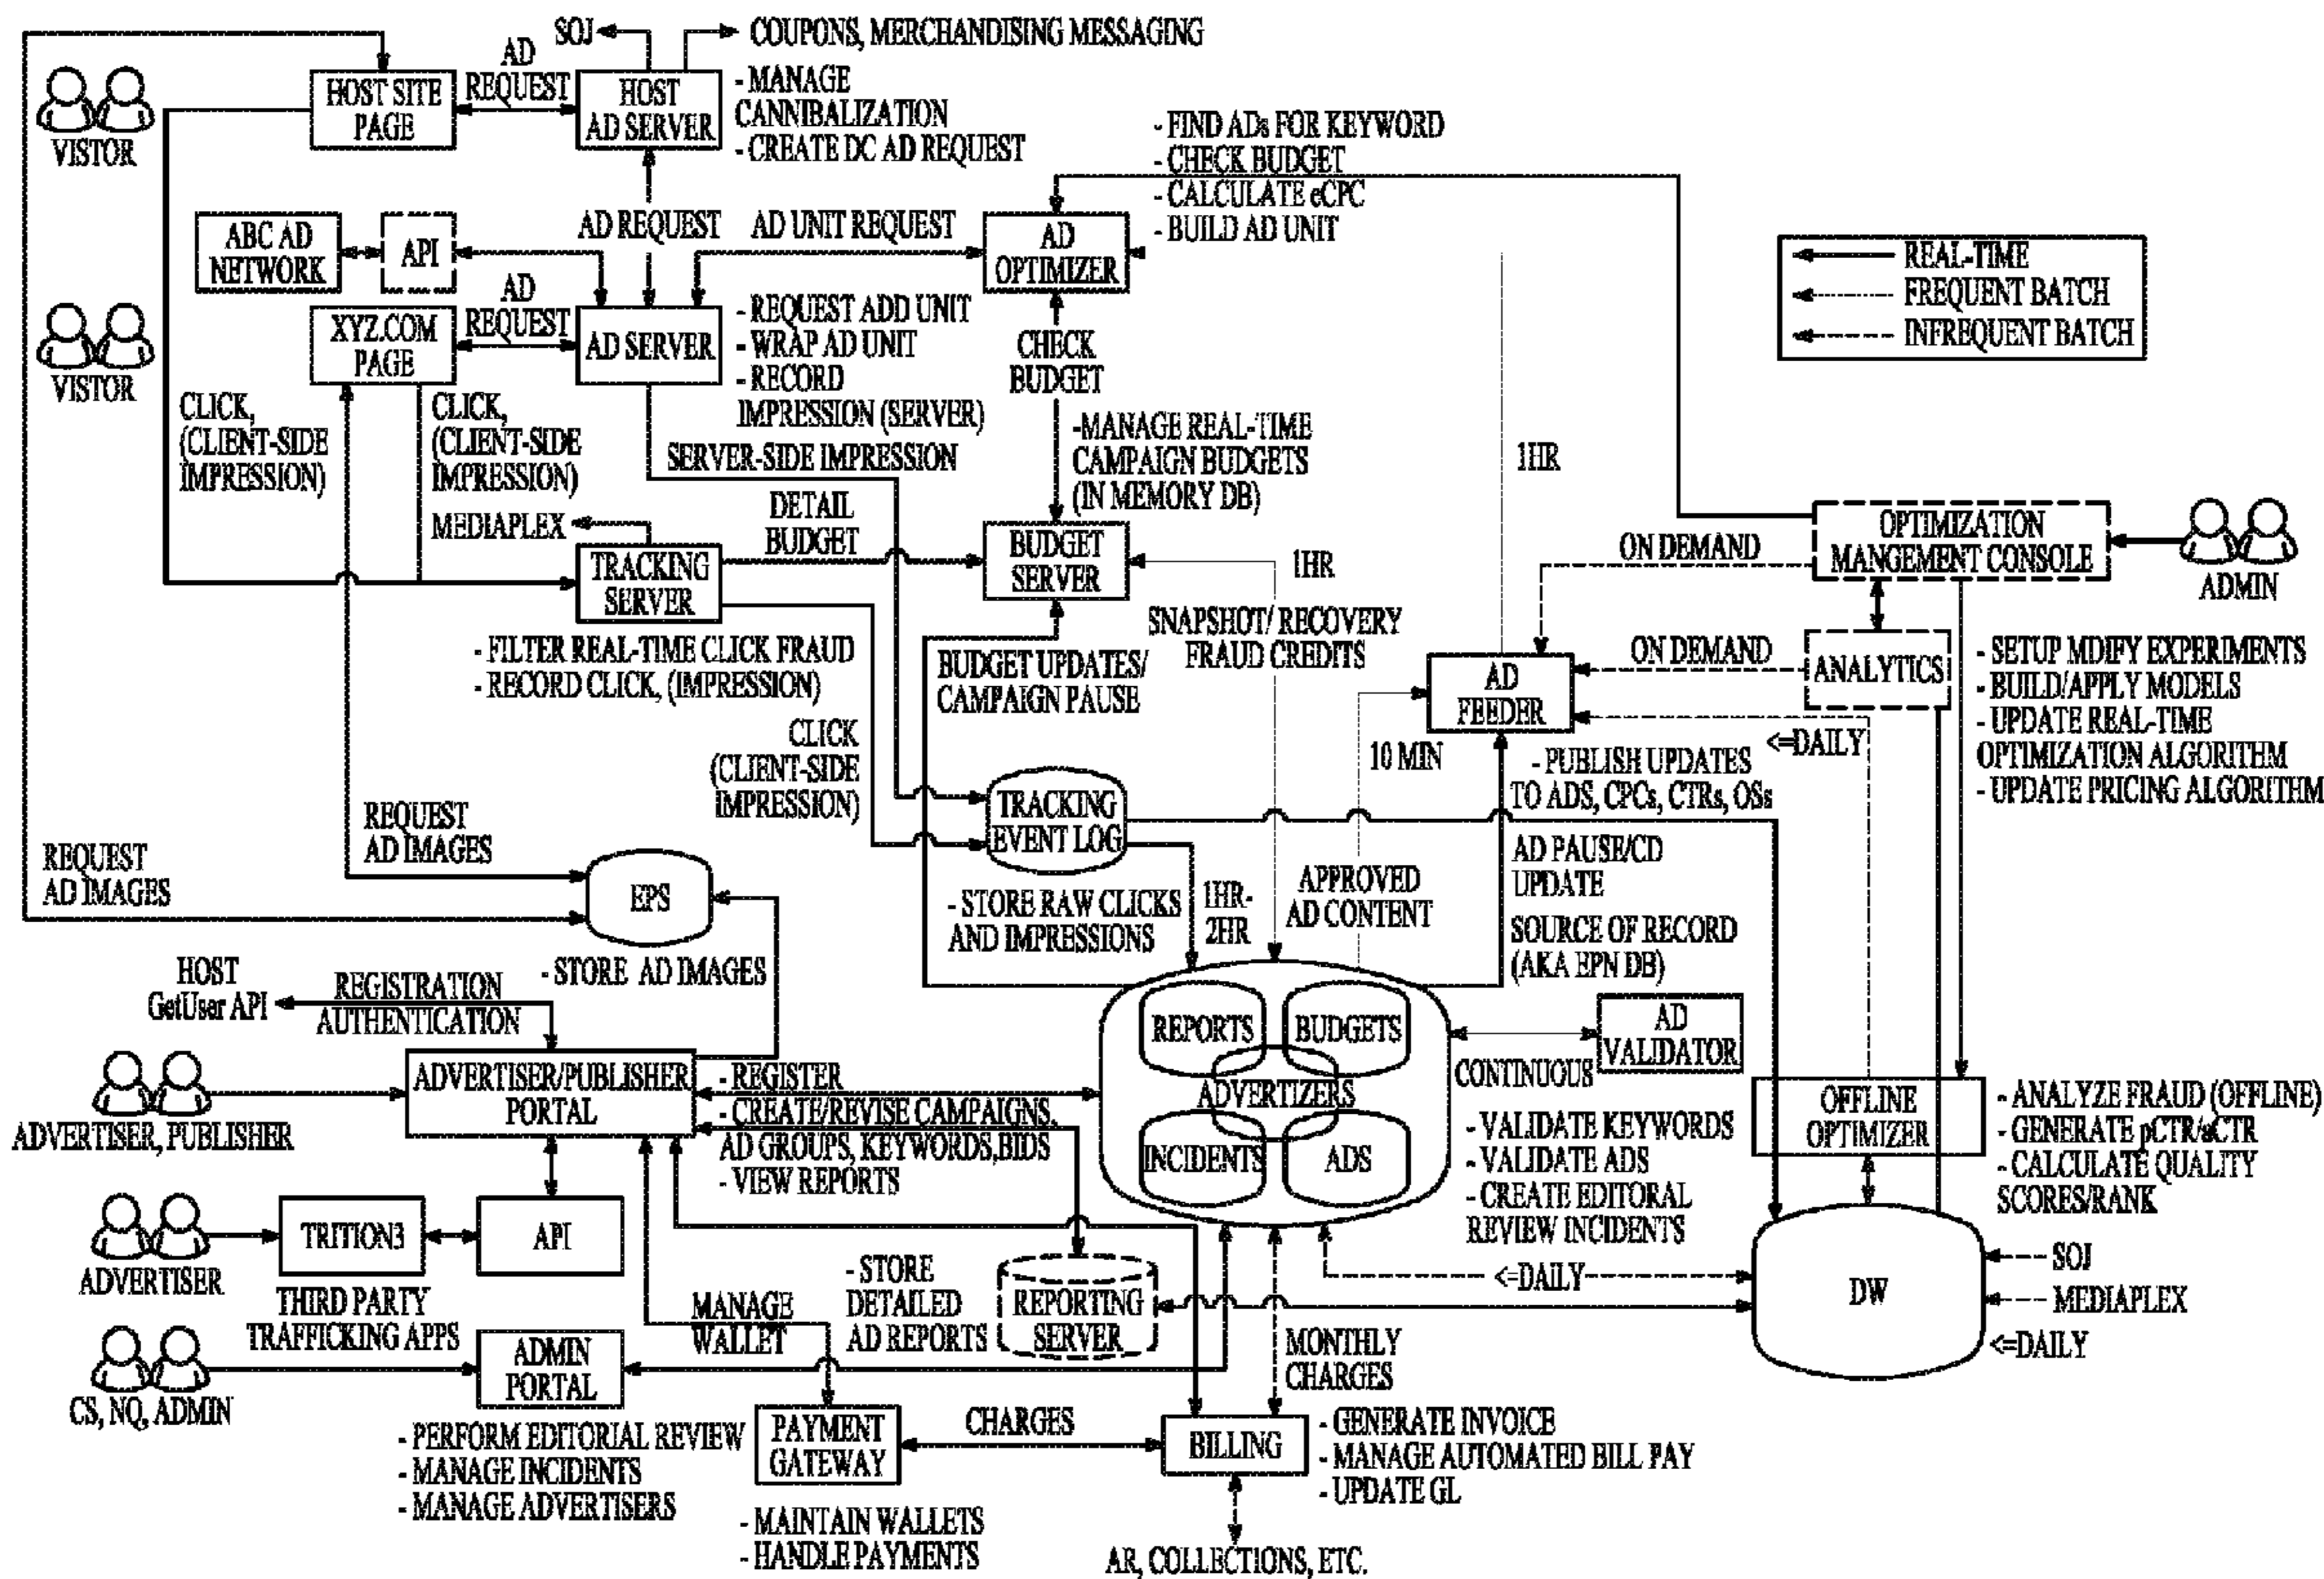 SOJ
COUPONS, MERCHANDISING MESSAGING
VISTOR
HOST SITE
PAGE
AD
REQUEST
HOST
AD SERVER
- MANAGE
CANNIBALIZATION
- CREATE DC AD REQUEST
- FIND ADs FOR KEYWORD
- CHECK BUDGET
- CALCULATE eCPC
- BUILD AD UNIT
ABC AD
NETWORK
API
AD REQUEST
AD UNIT REQUEST
AD
OPTIMIZER
REAL-TIME
FREQUENT BATCH
INFREQUENT BATCH
VISTOR
XYZ.COM
PAGE
AD
REQUEST
AD SERVER
- REQUEST ADD UNIT
- WRAP AD UNIT
- RECORD
IMPRESSION (SERVER)
CHECK
BUDGET
CLICK,
(CLIENT-SIDE
IMPRESSION)
CLICK,
(CLIENT-SIDE
IMPRESSION)
SERVER-SIDE IMPRESSION
-MANAGE REAL-TIME
CAMPAIGN BUDGETS
(IN MEMORY DB)
1HR
MEDIAPLEX
DETAIL
BUDGET
TRACKING
SERVER
BUDGET
SERVER
1HR
ON DEMAND
OPTIMIZATION
MANGEMENT CONSOLE
ADMIN
- FILTER REAL-TIME CLICK FRAUD
- RECORD CLICK, (IMPRESSION)
BUDGET UPDATES/
CAMPAIGN PAUSE
SNAPSHOT/ RECOVERY
FRAUD CREDITS
AD
FEEDER
ON DEMAND
ANALYTICS
- SETUP MDIFY EXPERIMENTS
- BUILD/APPLY MODELS
- UPDATE REAL-TIME
OPTIMIZATION ALGORITHM
- UPDATE PRICING ALGORITHM
CLICK
(CLIENT-SIDE
IMPRESSION)
10 MIN
<=DAILY
- PUBLISH UPDATES
TO ADS, CPCs, CTRs, OSs
TRACKING
EVENT LOG
REQUEST
AD IMAGES
REQUEST
AD IMAGES
EPS
- STORE RAW CLICKS
AND IMPRESSIONS
1HR-
2HR
APPROVED
AD CONTENT
AD PAUSE/CD
UPDATE
SOURCE OF RECORD
(AKA EPN DB)
- STORE AD IMAGES
HOST
GetUser API
REGISTRATION
AUTHENTICATION
REPORTS
BUDGETS
ADVERTIZERS
INCIDENTS
ADS
AD
VALIDATOR
CONTINUOUS
ADVERTISER, PUBLISHER
ADVERTISER/PUBLISHER
PORTAL
- REGISTER
- CREATE/REVISE CAMPAIGNS,
AD GROUPS, KEYWORDS,BIDS
- VIEW REPORTS
- VALIDATE KEYWORDS
- VALIDATE ADS
- CREATE EDITORAL
REVIEW INCIDENTS
OFFLINE
OPTIMIZER
- ANALYZE FRAUD (OFFLINE)
- GENERATE pCTR/aCTR
- CALCULATE QUALITY
SCORES/RANK
ADVERTISER
TRITION3
API
THIRD PARTY
TRAFFICKING APPS
- STORE
DETAILED
AD REPORTS
REPORTING
SERVER
<=DAILY
DW
SOJ
MEDIAPLEX
<=DAILY
CS, NQ, ADMIN
ADMIN
PORTAL
MANAGE
WALLET
MONTHLY
CHARGES
- PERFORM EDITORIAL REVIEW
- MANAGE INCIDENTS
- MANAGE ADVERTISERS
PAYMENT
GATEWAY
CHARGES
BILLING
- GENERATE INVOICE
- MANAGE AUTOMATED BILL PAY
- UPDATE GL
- MAINTAIN WALLETS
- HANDLE PAYMENTS
AR, COLLECTIONS, ETC.